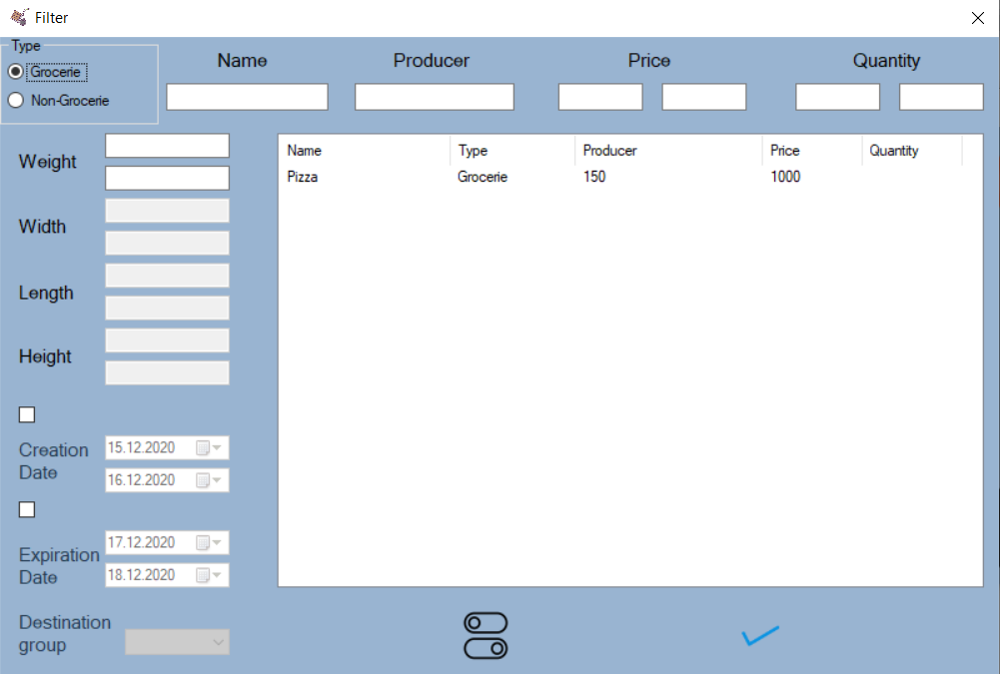 Filter
Type
Grocerie
Non-Grocerie
Name
Producer
Price
Quantity
Weight
Width
Length
Height
Creation
Date
15.12.2020
16.12.2020
Expiration
Date
17.12.2020
18.12.2020
Destination
group
Name Type Producer Price Quantity
Pizza Grocerie 150 1000